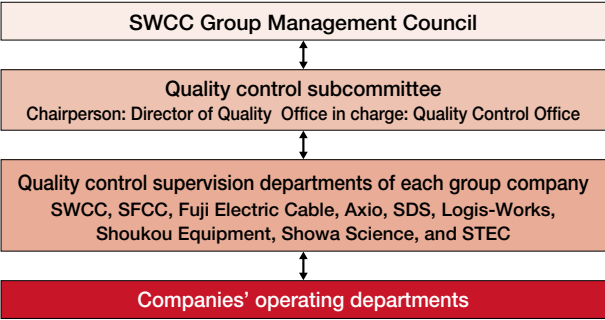 SWCC Group Management Council
Quality control subcommittee
Chairperson: Director of Quality  Office in charge: Quality Control Office
Quality control supervision departments of each group company
SWCC, SFCC, Fuji Electric Cable, Axio, SDS, Logis-Works,
Shoukou Equipment, Showa Science, and STEC
Companies' operating departments